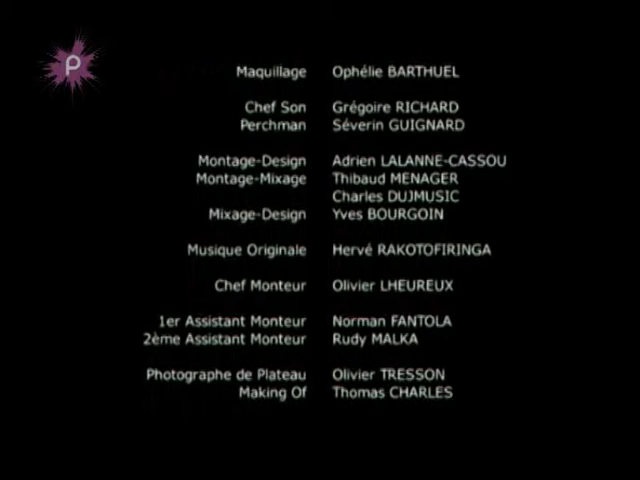 P
Maquillage Ophélie BARTHUEL
Chef Son Grégoire RICHARD
Perchman Séverin GUIGNARD
Montage-Design Adrien LALANNE-CASSOU
Montage-Mixage Thibaud MENAGER
Charles DUJMUSIC
Mixage-Design Yves BOURGOIN
Musique Originale Hervé RAKOTOFIRINGA
Chef Monteur Olivier LHEUREUX
1er Assistant Monteur Norman FANTOLA
2ème Assistant Monteur Rudy MALKA
Photographe de Plateau Olivier TRESSON
Making Of Thomas CHARLES